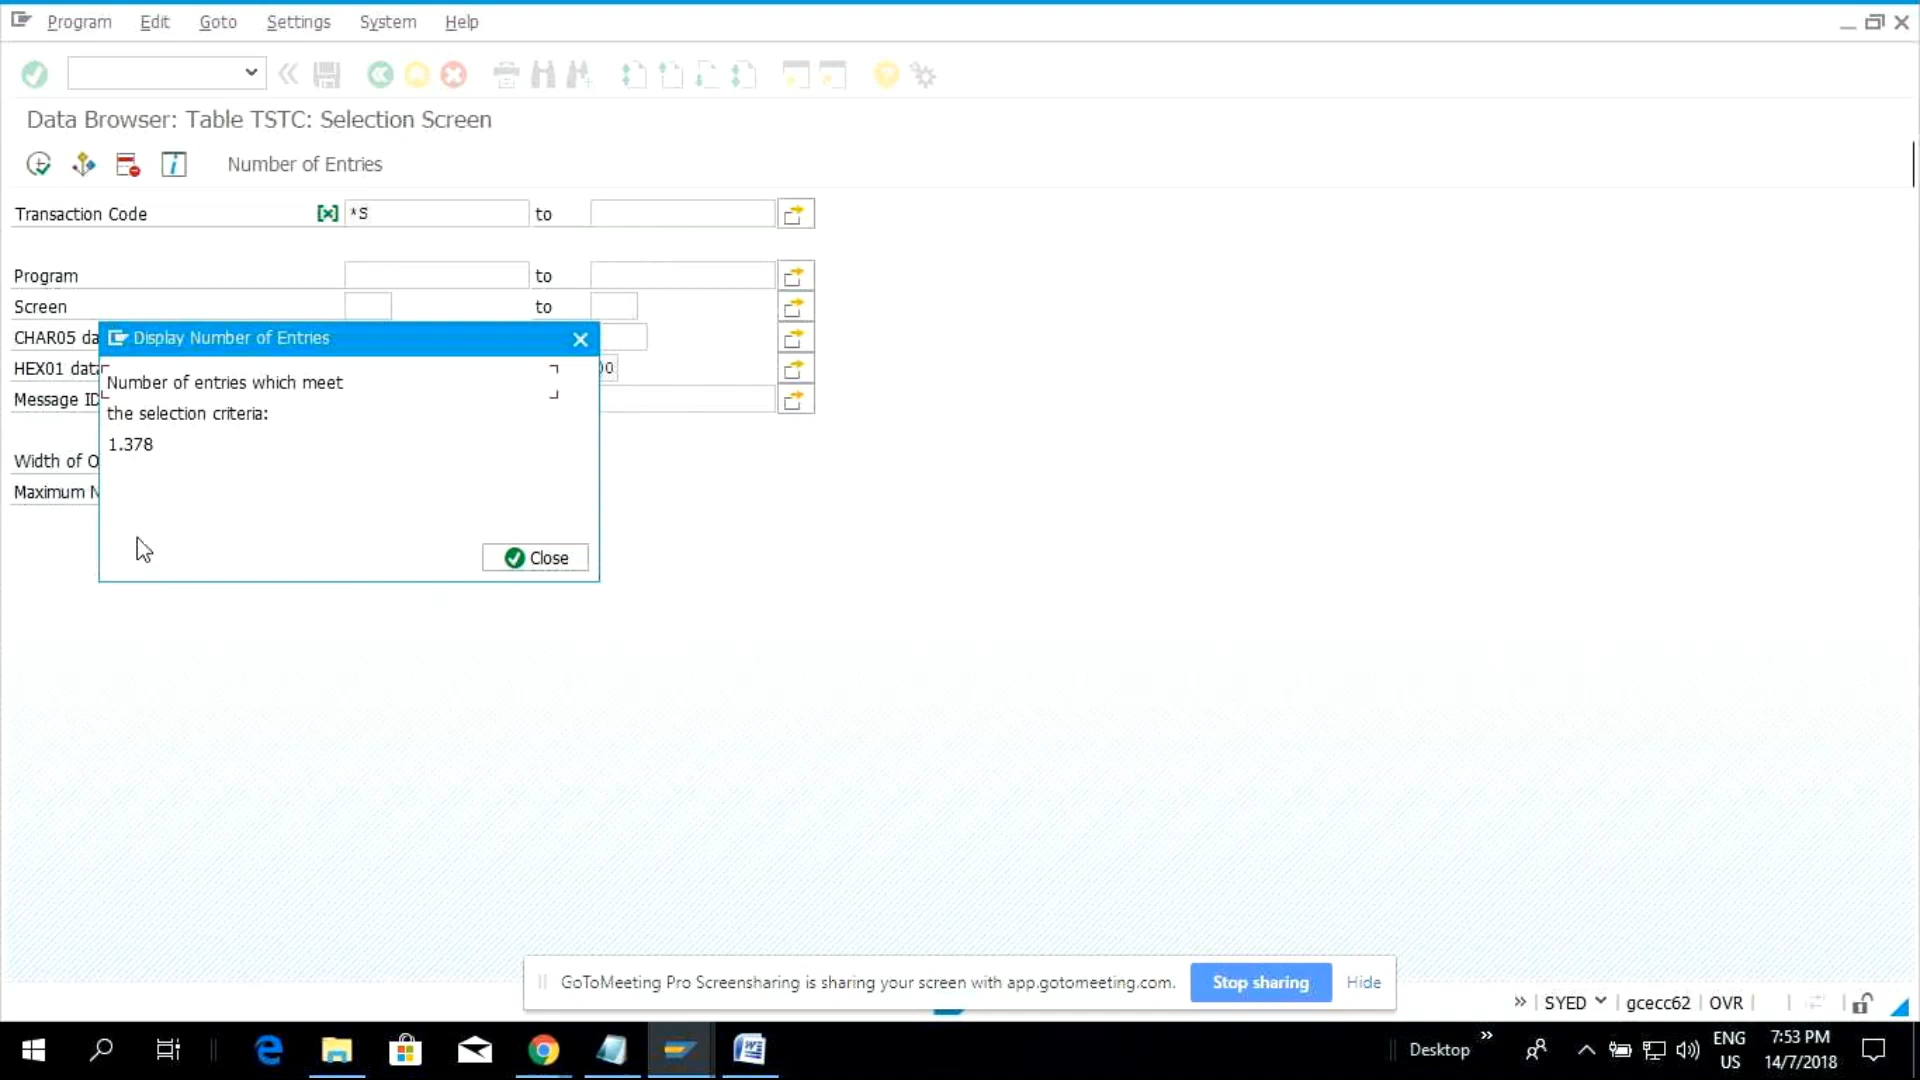 Program Edit Goto Settings System Help
Data Browser: Table TSTC: Selection Screen
Number of Entries
Transaction Code *S to
Program to
Screen to
CHAR05 da
HEX01 data 00
Message ID
Width of O
Maximum N
Display Number of Entries
Number of entries which meet
the selection criteria:
1.378
Close
GoToMeeting Pro Screensharing is sharing your screen with app.gotomeeting.com. Stop sharing Hide
SYED gcecc62 OVR
Desktop ENG 7:53 PM
US 14/7/2018